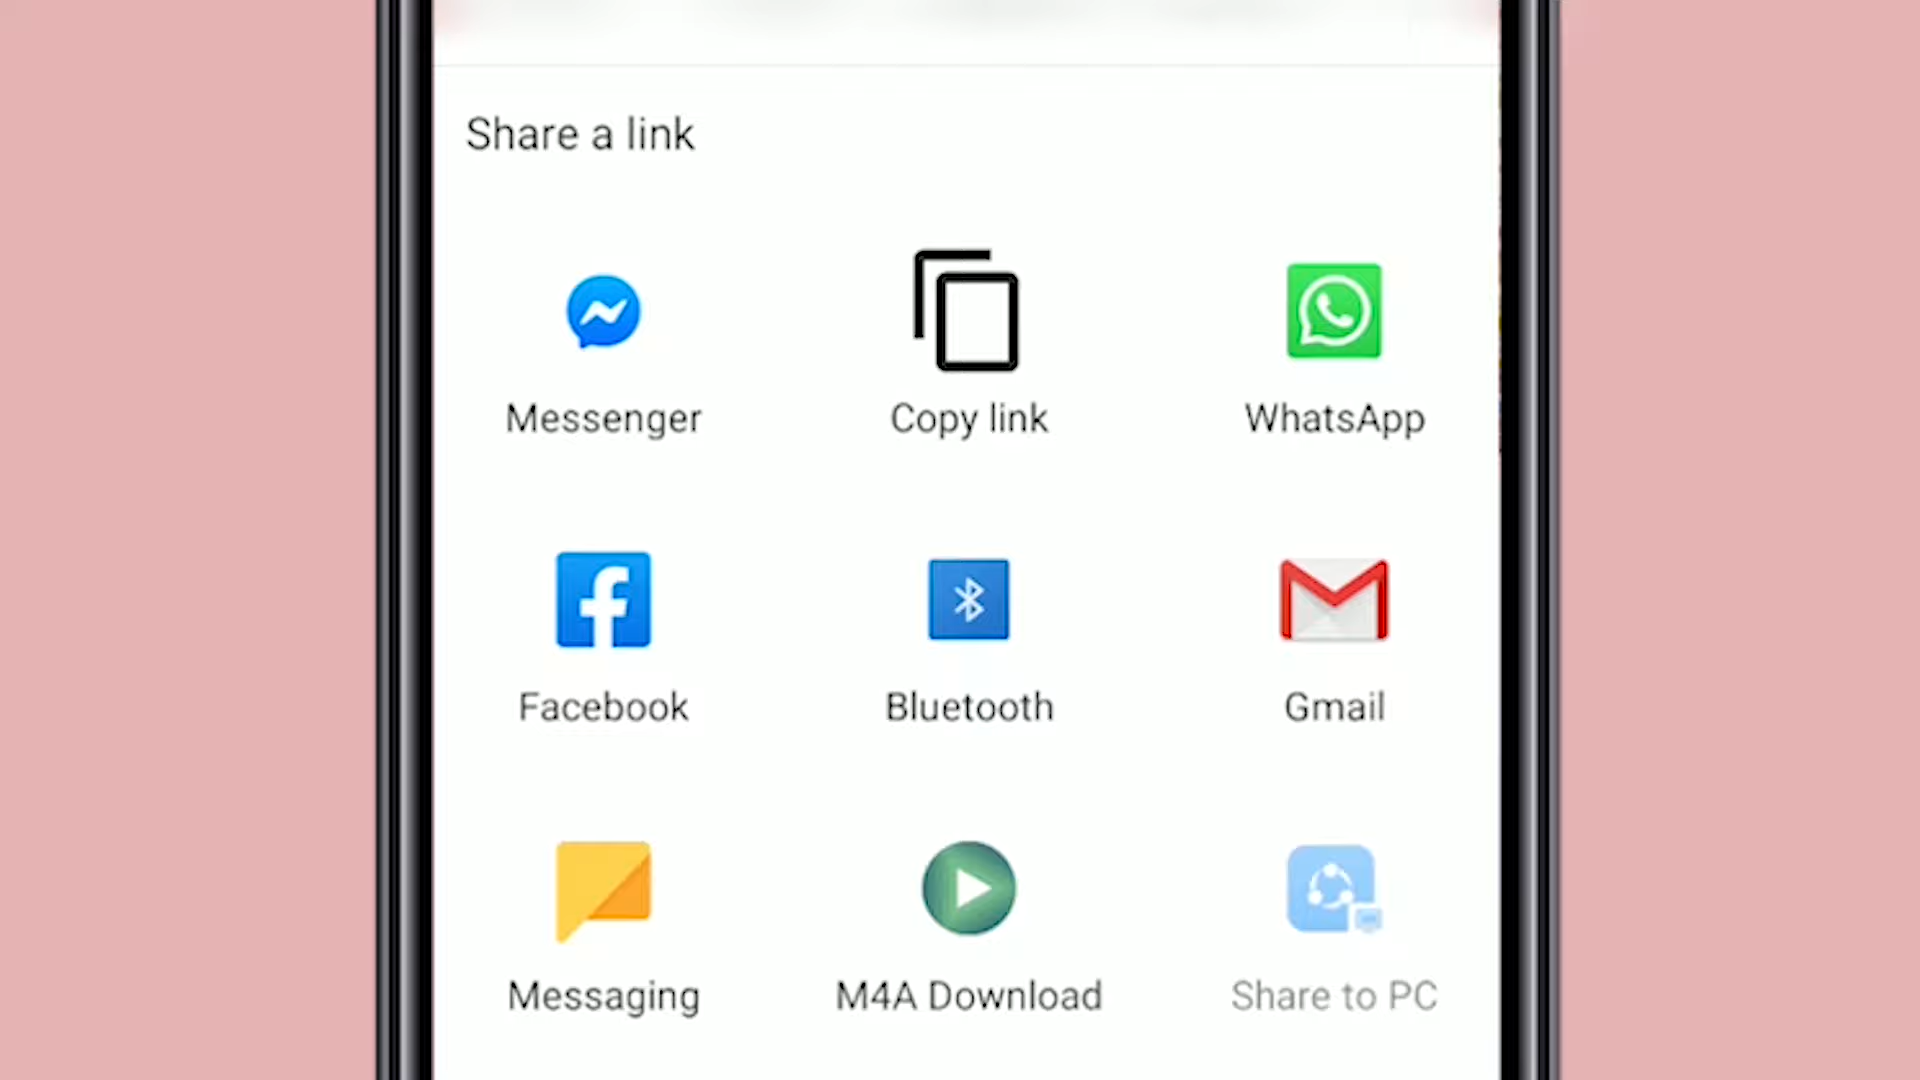 Share a link
Messenger
Copy link
WhatsApp
Facebook
Bluetooth
Gmail
Messaging
M4A Download
Share to PC